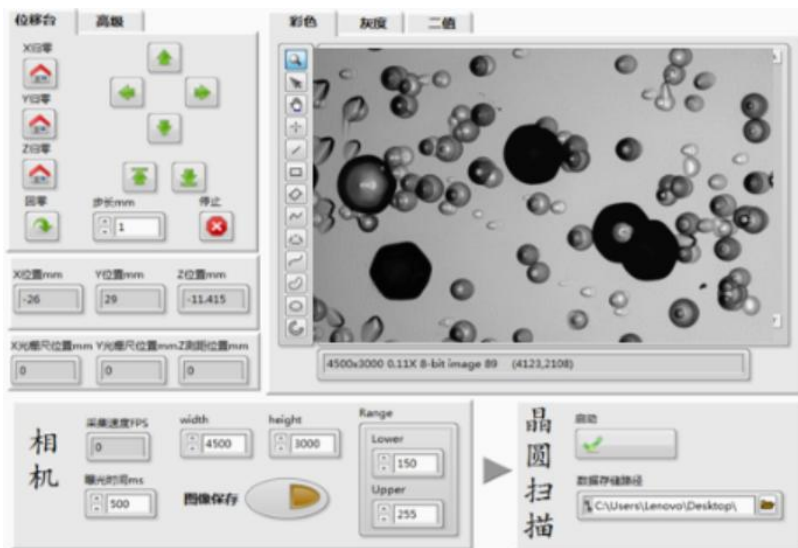 位移台
高级
X归零
Y归零
Z归零
回零
步长mm
1
停止
X位置mm
Y位置mm
Z位置mm
-26
29
-11.415
X光栅尺位置mm
Y光栅尺位置mm
Z测距位置mm
0
0
0
彩色
灰度
二值
4500x3000 0.11X 8-bit image 89 (4123,2108)
相机
采集速度FPS
0
曝光时间ms
500
width
4500
height
3000
图像保存
Range
Lower
150
Upper
255
晶圆扫描
启动
数据存储路径
C:\Users\Lenovo\Desktop\